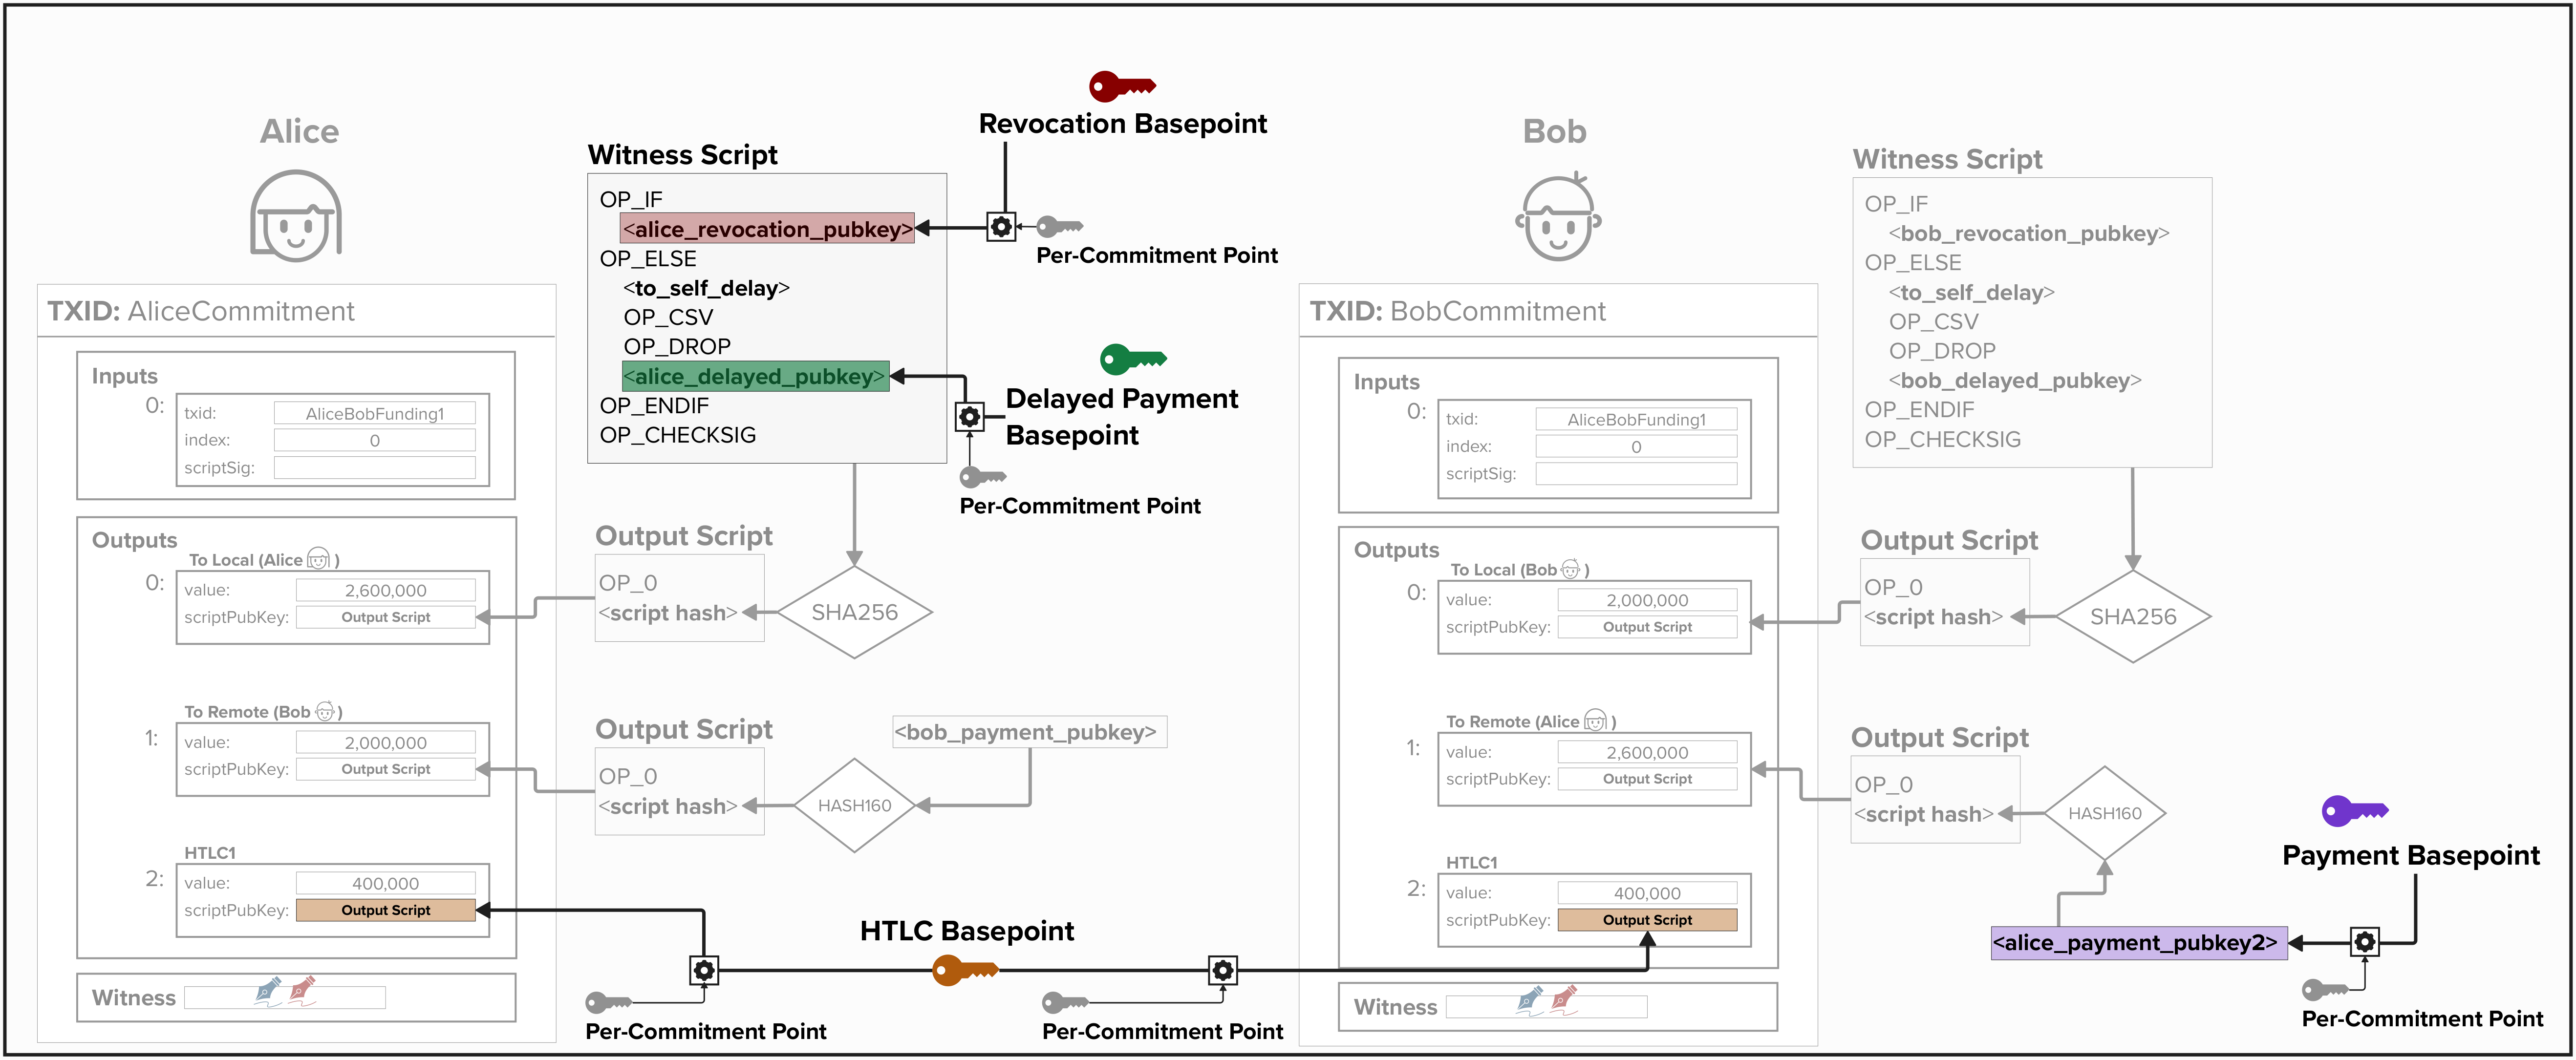 Alice
TXID: AliceCommitment
Inputs
0:
txid: AliceBobFunding1
index: 0
scriptSig:
Outputs
To Local (Alice )
0:
value: 2,600,000
scriptPubKey: Output Script
To Remote (Bob )
1:
value: 2,000,000
scriptPubKey: Output Script
HTLC1
2:
value: 400,000
scriptPubKey: Output Script
Witness
Witness Script
OP_IF
<alice_revocation_pubkey>
OP_ELSE
<to_self_delay>
OP_CSV
OP_DROP
<alice_delayed_pubkey>
OP_ENDIF
OP_CHECKSIG
Revocation Basepoint
Per-Commitment Point
Delayed Payment
Basepoint
Per-Commitment Point
Output Script
OP_0
<script hash>
SHA256
Output Script
OP_0
<script hash>
HASH160
<bob_payment_pubkey>
HTLC Basepoint
Per-Commitment Point
Per-Commitment Point
Bob
TXID: BobCommitment
Inputs
0:
txid: AliceBobFunding1
index: 0
scriptSig:
Outputs
To Local (Bob )
0:
value: 2,000,000
scriptPubKey: Output Script
To Remote (Alice )
1:
value: 2,600,000
scriptPubKey: Output Script
HTLC1
2:
value: 400,000
scriptPubKey: Output Script
Witness
Witness Script
OP_IF
<bob_revocation_pubkey>
OP_ELSE
<to_self_delay>
OP_CSV
OP_DROP
<bob_delayed_pubkey>
OP_ENDIF
OP_CHECKSIG
Output Script
OP_0
<script hash>
SHA256
Output Script
OP_0
<script hash>
HASH160
Payment Basepoint
<alice_payment_pubkey2>
Per-Commitment Point